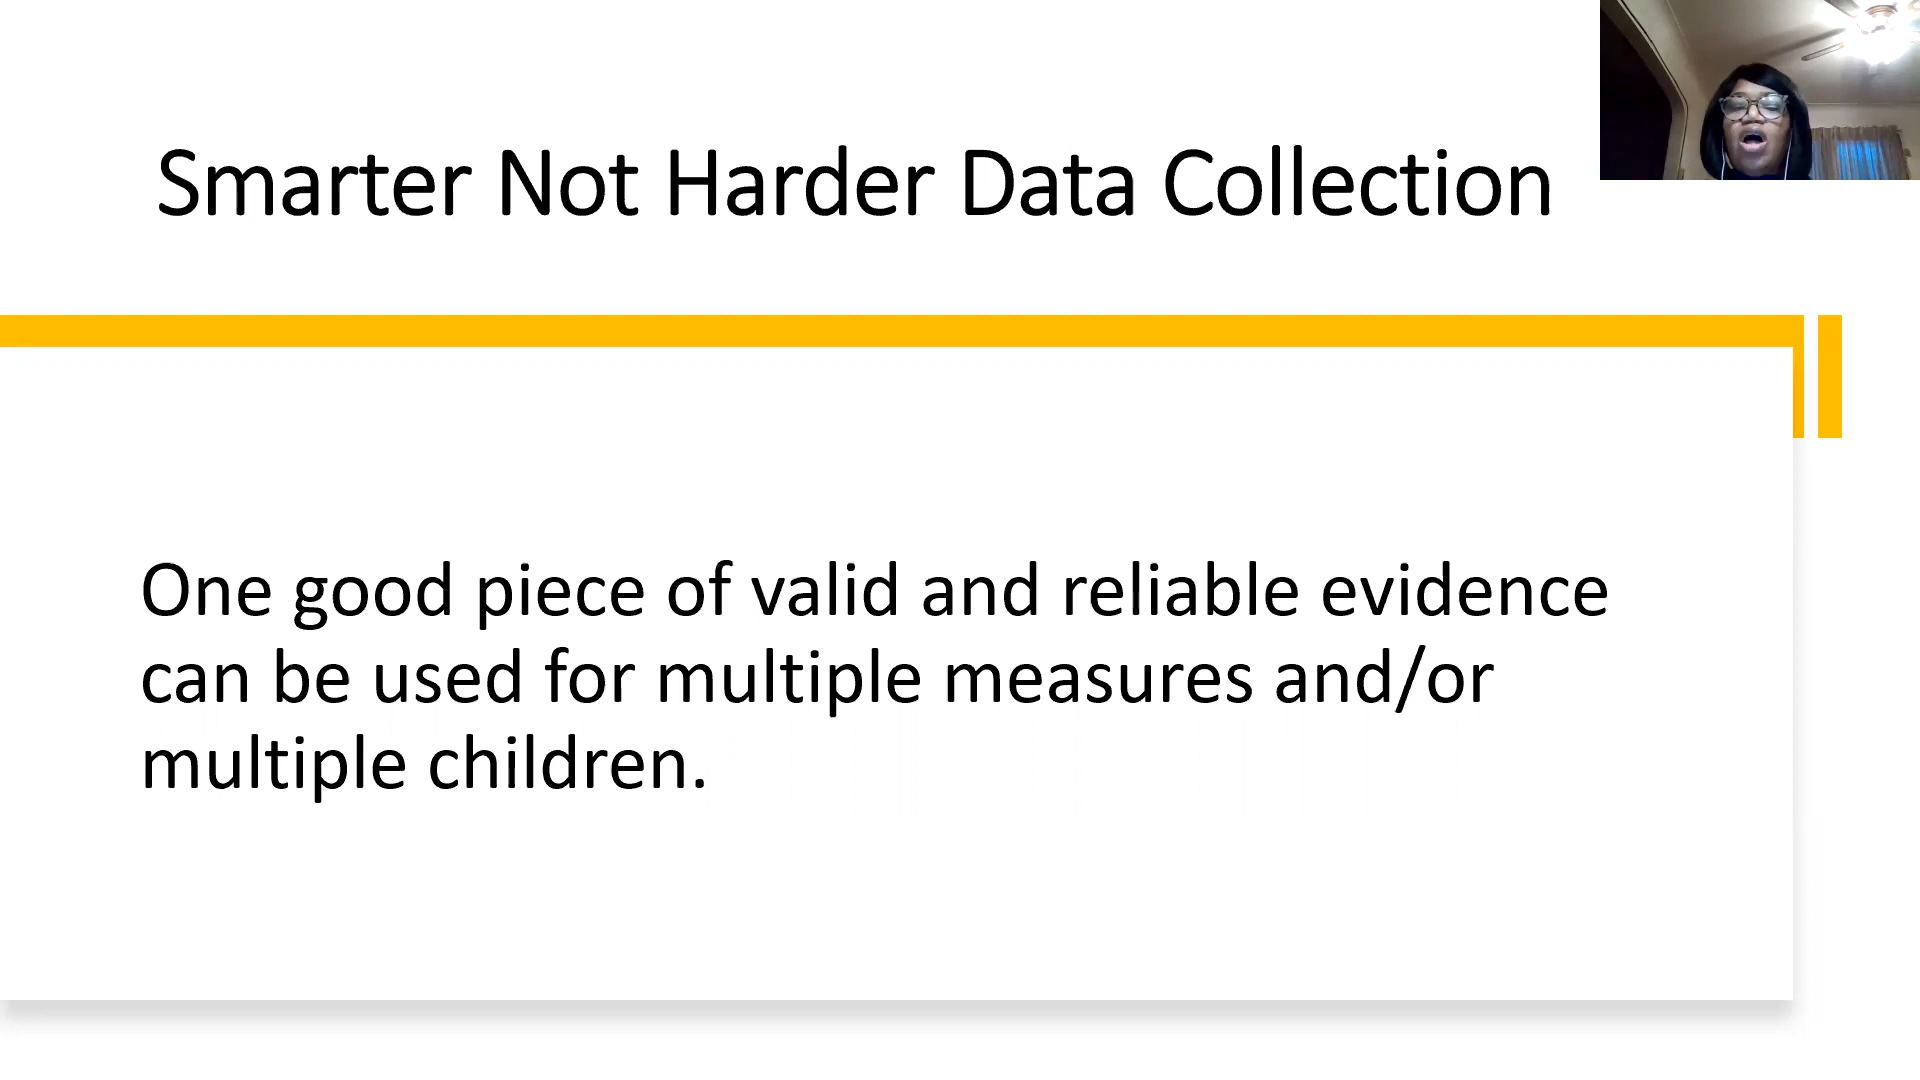 Smarter Not Harder Data Collection
One good piece of valid and reliable evidence
can be used for multiple measures and/or
multiple children.